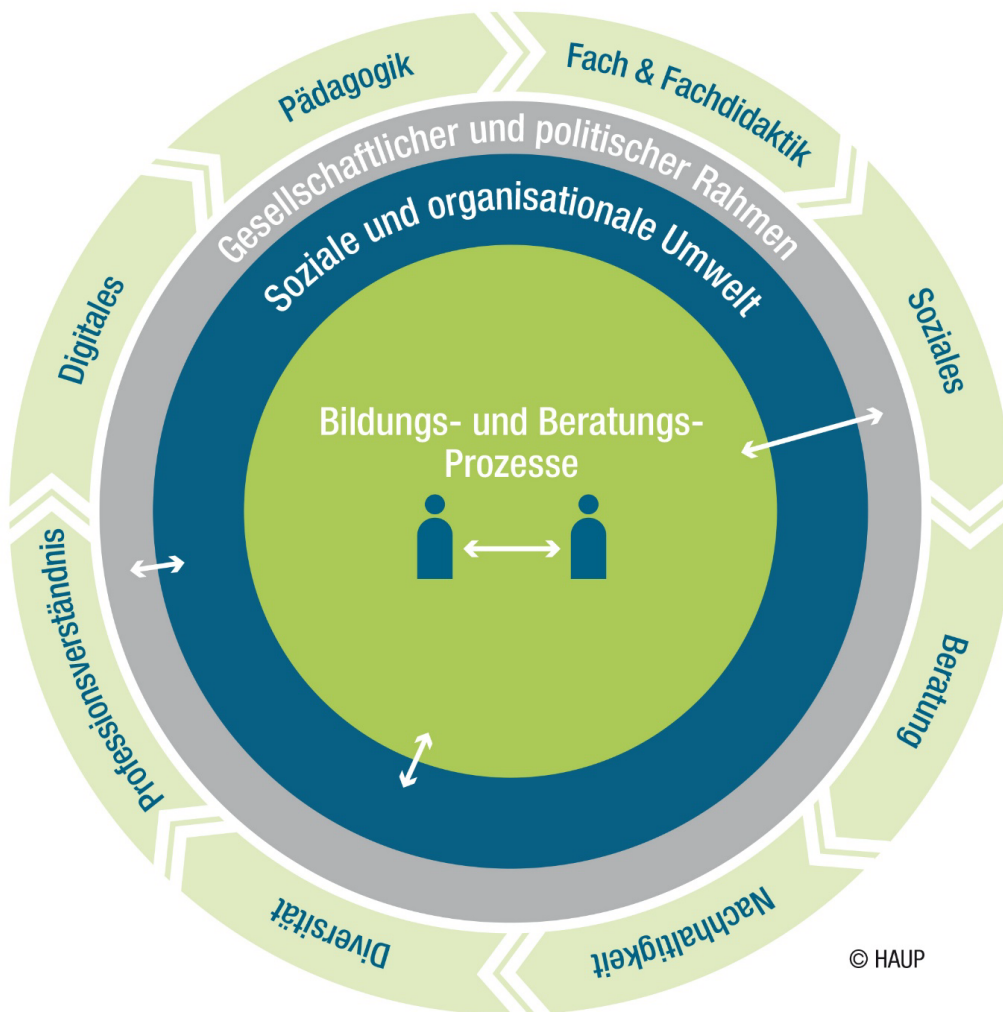 Pädagogik
Fach & Fachdidaktik
Soziales
Beratung
Nachhaltigkeit
Diversität
Professionsverständnis
Digitales
Gesellschaftlicher und politischer Rahmen
Soziale und organisationale Umwelt
Bildungs- und Beratungs-
Prozesse
© HAUP